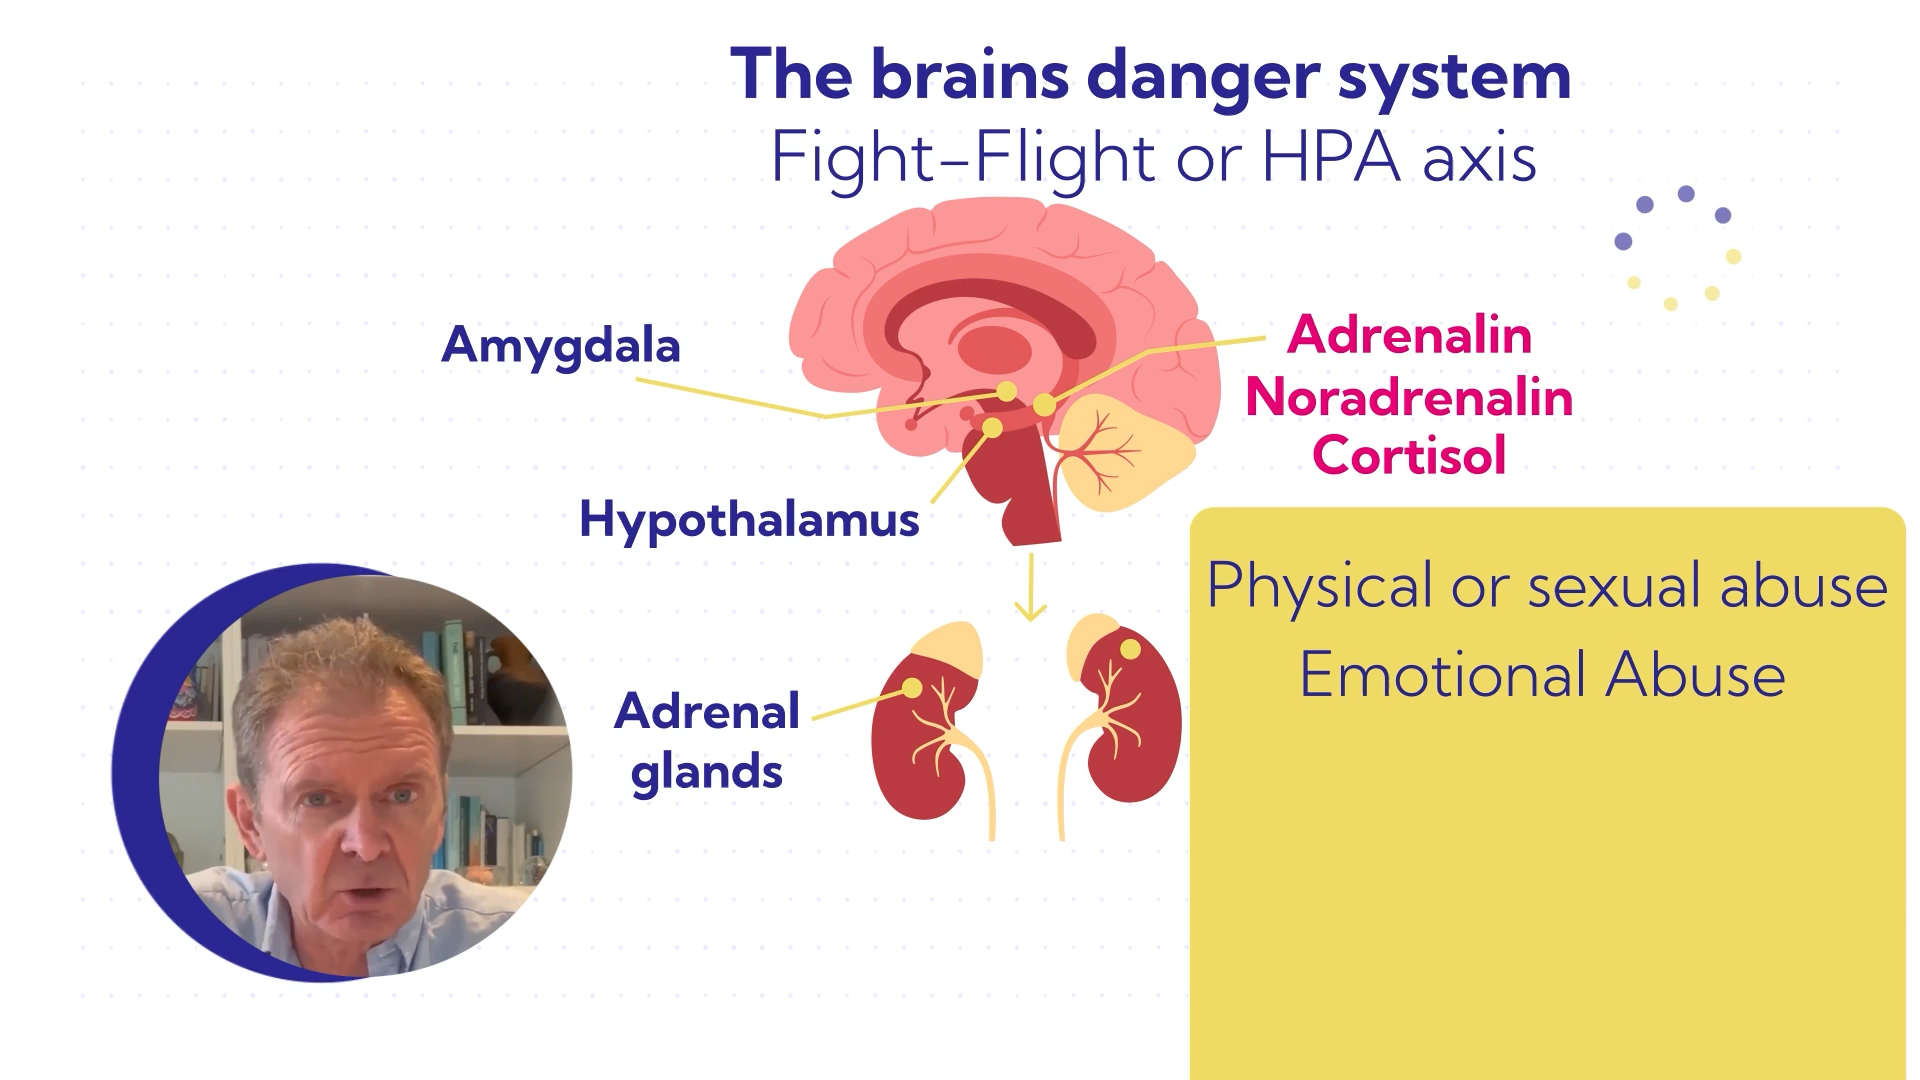 The brains danger system
Fight–Flight or HPA axis
Amygdala
Adrenalin
Noradrenalin
Cortisol
Hypothalamus
Physical or sexual abuse
Emotional Abuse
Adrenal
glands